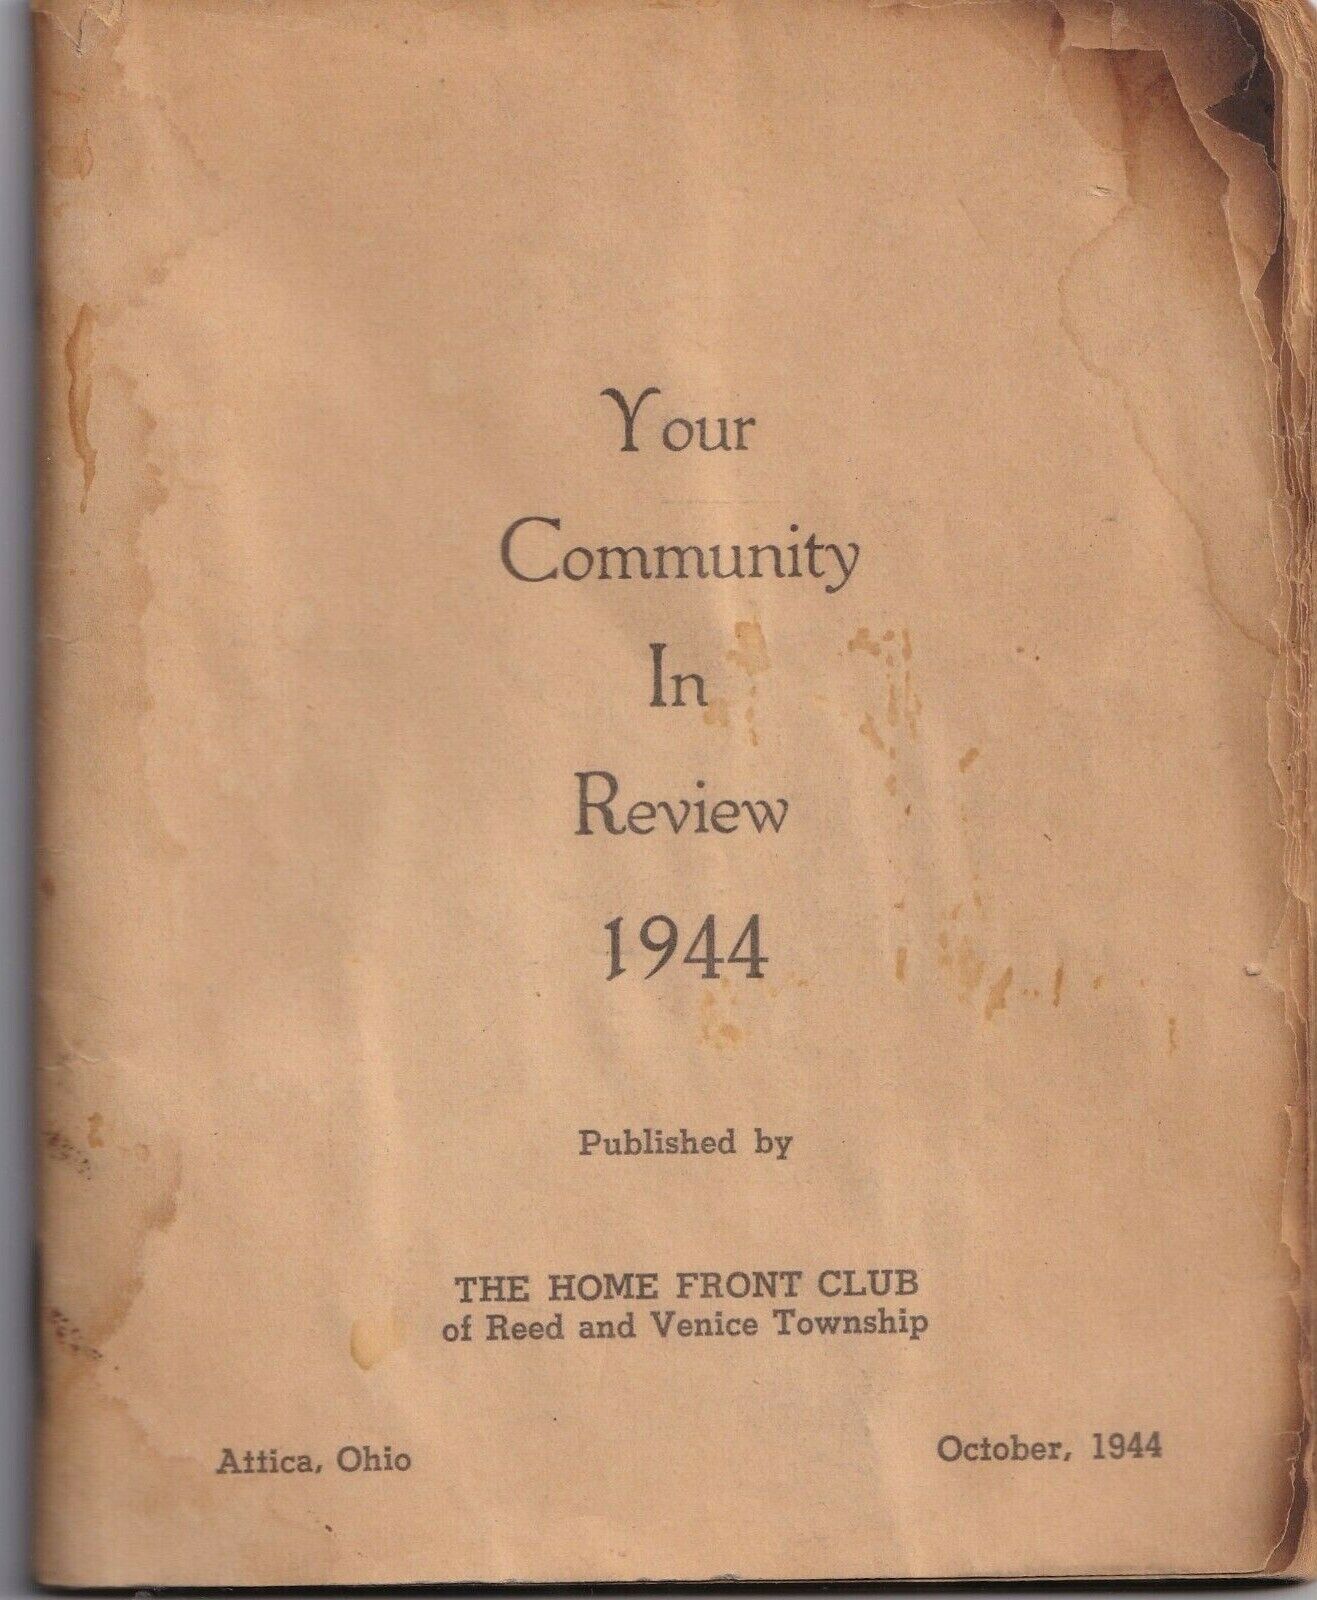 Your
Community
In
Review
1944
Published by
THE HOME FRONT CLUB
of Reed and Venice Township
Attica, Ohio
October, 1944